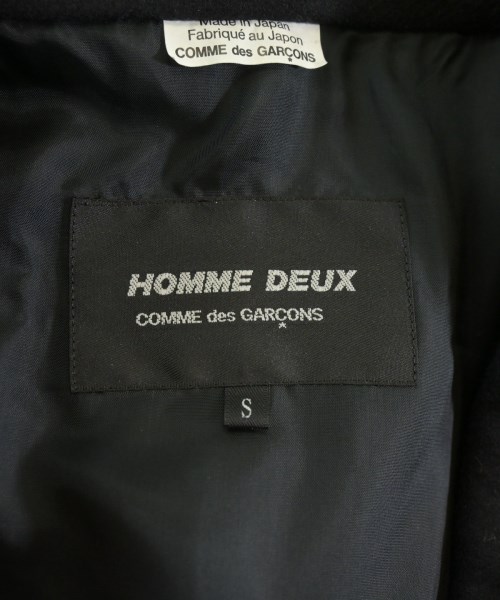 Made in Japan
Fabriqué au Japon
COMME des GARÇONS
HOMME DEUX
COMME des GARÇONS
S